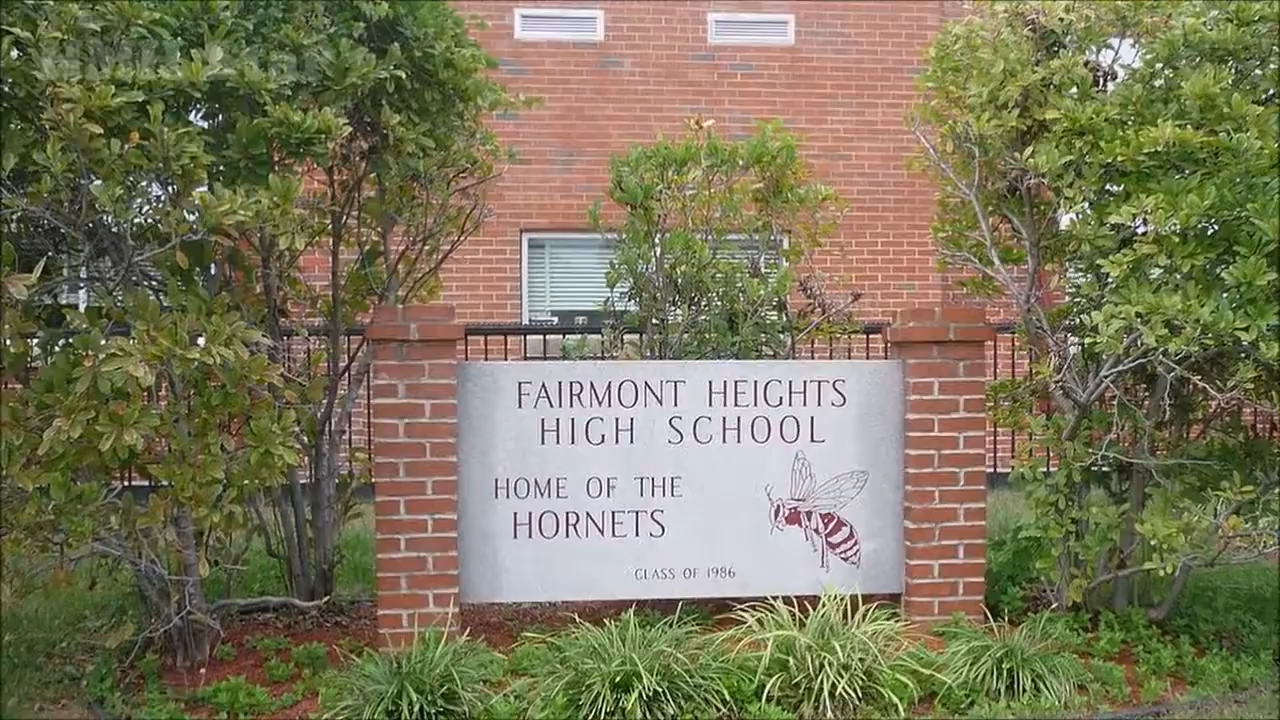 FAIRMONT HEIGHTS
HIGH SCHOOL
HOME OF THE
HORNETS
CLASS OF 1986